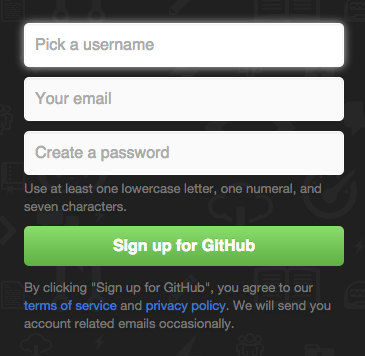 Pick a username
Your email
Create a password
Use at least one lowercase letter, one numeral, and
seven characters.
Sign up for GitHub
By clicking "Sign up for GitHub", you agree to our
terms of service and privacy policy. We will send you
account related emails occasionally.